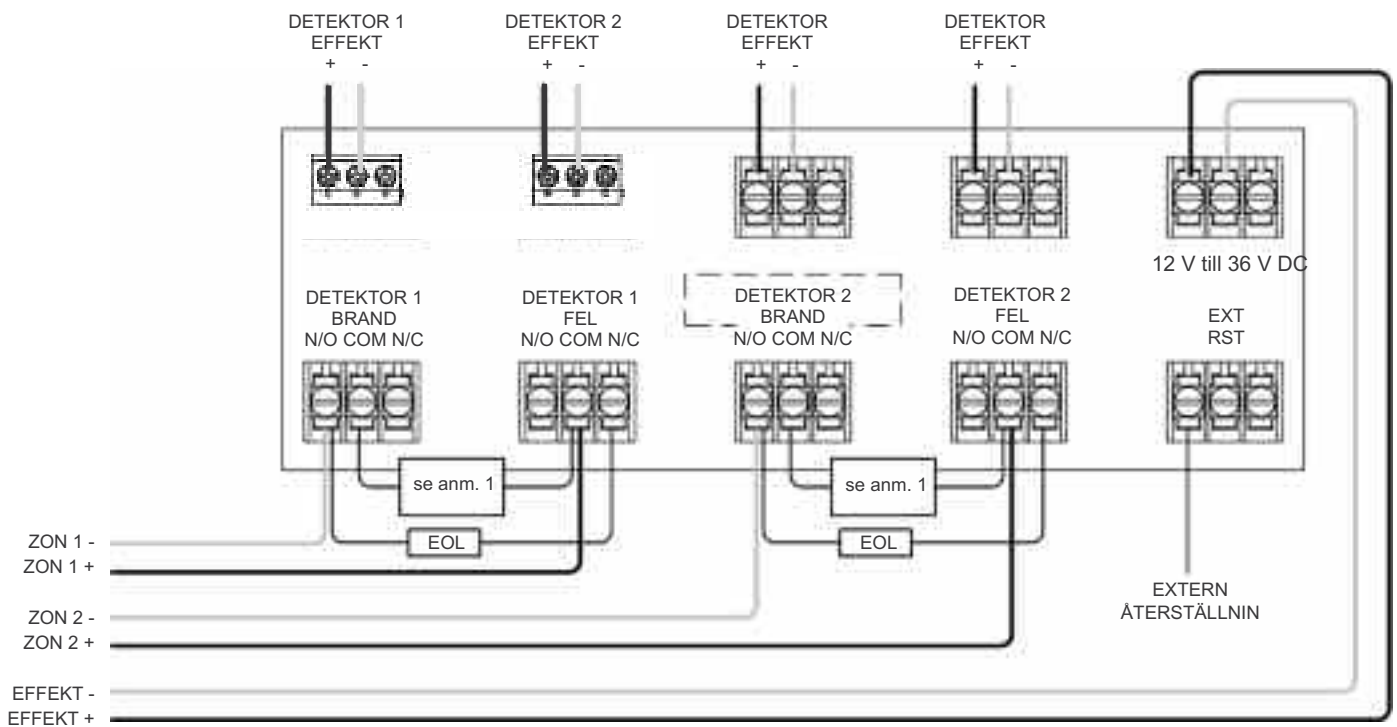 DETEKTOR 1
EFFEKT
+ -
DETEKTOR 2
EFFEKT
+ -
DETEKTOR
EFFEKT
+ -
DETEKTOR
EFFEKT
+ -
12 V till 36 V DC
DETEKTOR 1
BRAND
N/O COM N/C
DETEKTOR 1
FEL
N/O COM N/C
DETEKTOR 2
BRAND
N/O COM N/C
DETEKTOR 2
FEL
N/O COM N/C
EXT
RST
se anm. 1
se anm. 1
EOL
EOL
ZON 1 -
ZON 1 +
ZON 2 -
ZON 2 +
EXTERN
ÅTERSTÄLLNIN
EFFEKT -
EFFEKT +